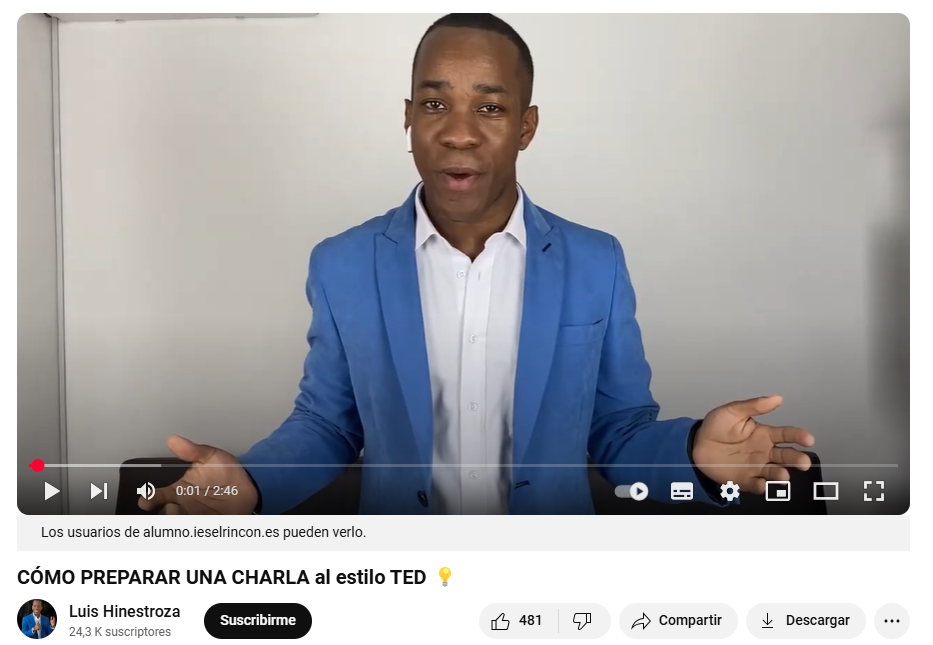 0:01 / 2:46
Los usuarios de alumno.ieselrincon.es pueden verlo.
CÓMO PREPARAR UNA CHARLA al estilo TED 💡
Luis Hinestroza
24,3 K suscriptores
Suscribirme
481
Compartir
Descargar